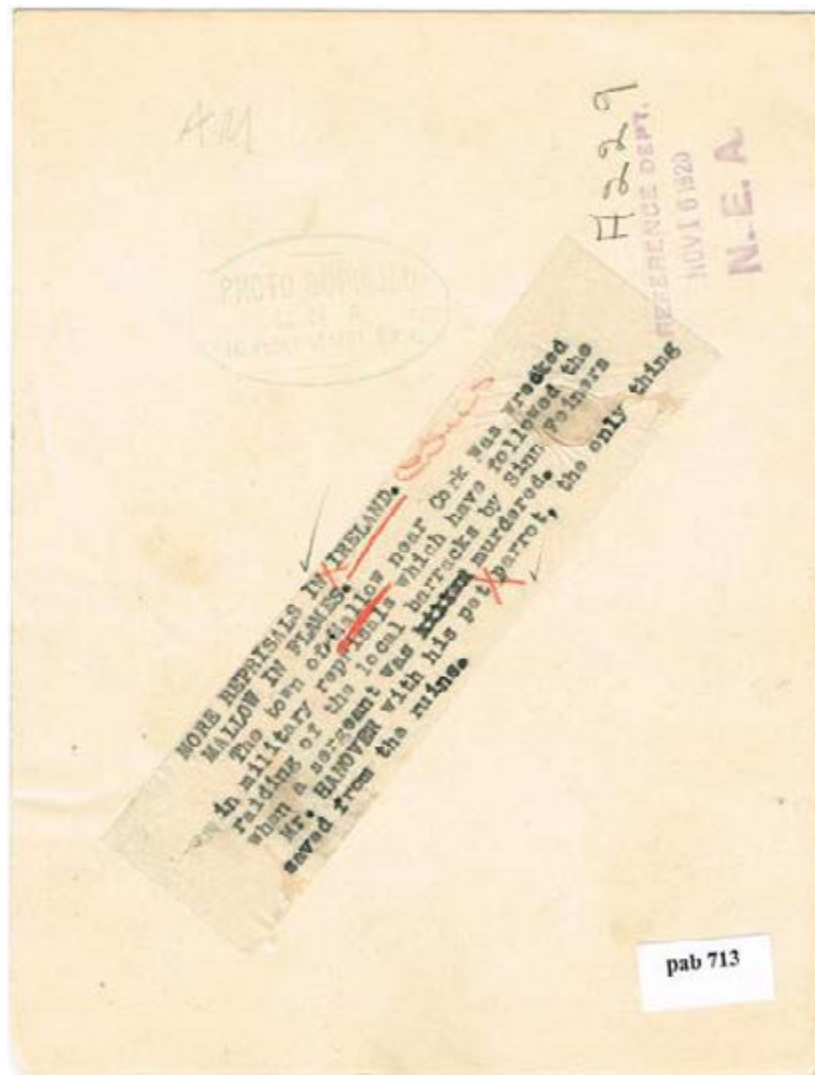 AM
H229
REFERENCE DEPT.
NOV 16 1920
N. E. A.
PHOTO
MORE REPRISALS IN IRELAND.
MALLOW IN FLAMES.
The town of Mallow near Cork was wrecked
in military reprisals which have followed the
raiding of the local barracks by Sinn Feiners
when a sergeant was murdered.
Mr. HANOVER with his pet parrot, the only thing
saved from the ruins.
pab 713